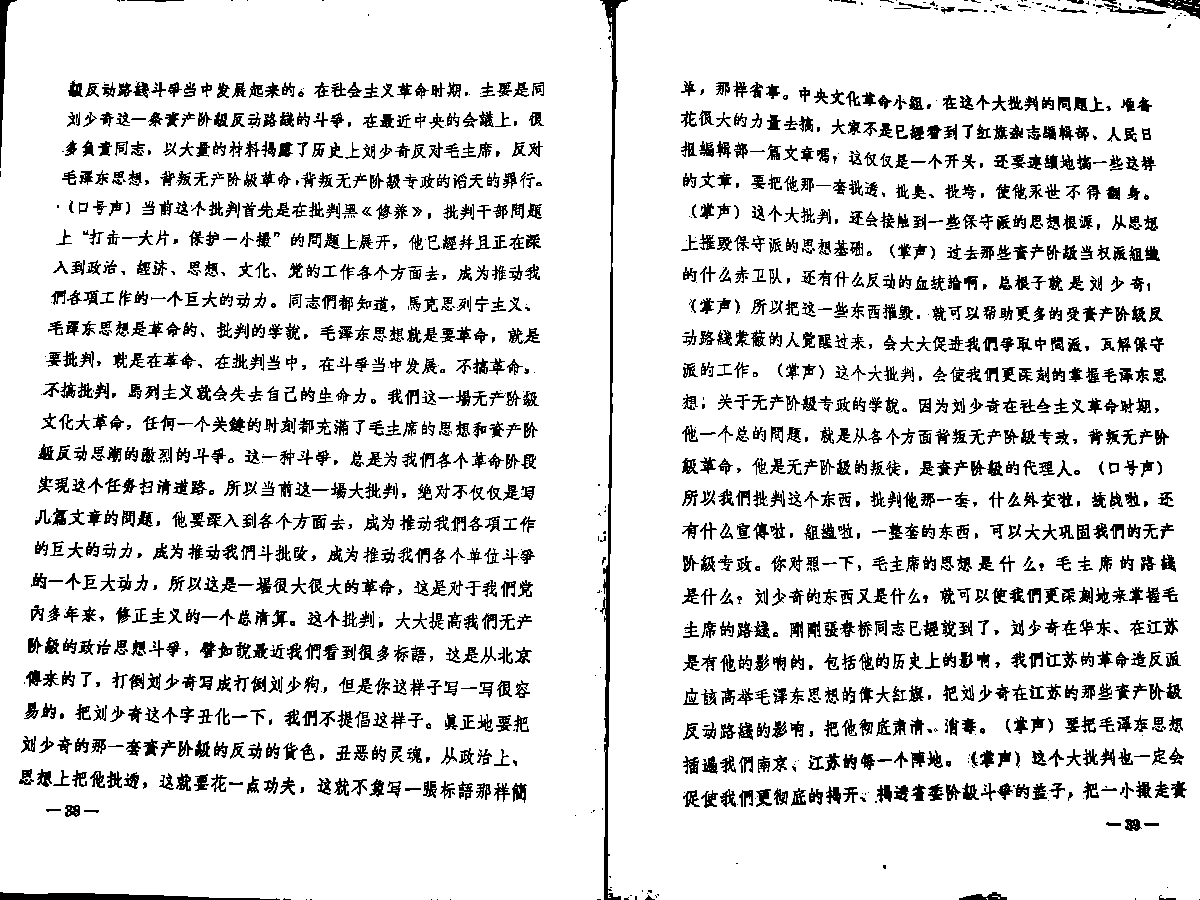 級反动路綫斗爭当中发展起来的。在社会主义革命时期，主要是同
刘少奇这一条資产阶級反动路綫的斗爭，在最近中央的会議上，很
多負責同志，以大量的材料揭露了历史上刘少奇反对毛主席，反对
毛澤东思想，背叛无产阶級革命，背叛无产阶級专政的滔天的罪行。
（口号声）当前这个批判首先是在批判黑《修养》，批判干部問題
上“打击一大片，保护一小撮”的問題上展开，他已經幷且正在深
入到政治、經济、思想、文化、党的工作各个方面去，成为推动我
們各項工作的一个巨大的动力。同志們都知道，馬克思列宁主义、
毛澤东思想是革命的、批判的学說，毛澤东思想就是要革命，就是
要批判，就是在革命、在批判当中，在斗爭当中发展。不搞革命，
不搞批判，馬列主义就会失去自己的生命力。我們这一場无产阶級
文化大革命，任何一个关鍵的时刻都充滿了毛主席的思想和資产阶
級反动思潮的激烈的斗爭。这一种斗爭，总是为我們各个革命阶段
实現这个任务扫清道路。所以当前这一場大批判，絕对不仅仅是写
几篇文章的問題，他要深入到各个方面去，成为推动我們各項工作
的巨大的动力，成为推动我們斗批改，成为推动我們各个单位斗爭
的一个巨大动力，所以这是一場很大很大的革命，这是对于我們党
內多年来，修正主义的一个总清算。这个批判，大大提高我們无产
阶級的政治思想斗爭，譬如說最近我們看到很多标語，这是从北京
傳来的了，打倒刘少奇写成打倒刘少狗，但是你这样子写一写很容
易的，把刘少奇这个字丑化一下，我們不提倡这样子。眞正地要把
刘少奇的那一套資产阶級的反动的貨色，丑恶的灵魂，从政治上、
思想上把他批透，这就要花一点功夫，这就不象写一張标語那样簡
—38—
单，那样省事。中央文化革命小組，在这个大批判的問題上，准备
花很大的力量去搞，大家不是已經看到了紅旗杂志編輯部、人民日
报編輯部一篇文章嗎？这仅仅是一个开头，还要連續地搞一些这样
的文章，要把他那一套批透、批臭、批垮，使他永世不得翻身。
（掌声）这个大批判，还会接触到一些保守派的思想根源，从思想
上摧毁保守派的思想基础。（掌声）过去那些資产阶級当权派組織
的什么赤卫队，还有什么反动的血統論啊，总根子就是刘少奇；
（掌声）所以把这一些东西摧毁，就可以帮助更多的受資产阶級反
动路綫蒙蔽的人覚醒过来，会大大促进我們爭取中間派，瓦解保守
派的工作。（掌声）这个大批判，会使我們更深刻的掌握毛澤东思
想；关于无产阶級专政的学說。因为刘少奇在社会主义革命时期，
他一个总的問題，就是从各个方面背叛无产阶級专政，背叛无产阶
級革命，他是无产阶級的叛徒，是資产阶級的代理人。（口号声）
所以我們批判这个东西，批判他那一套，什么外交啦，統战啦，还
有什么宣傳啦，組織啦，一整套的东西，可以大大巩固我們的无产
阶級专政。你对照一下，毛主席的思想是什么？毛主席的路綫
是什么？刘少奇的东西又是什么？就可以使我們更深刻地来掌握毛
主席的路綫。剛剛張春桥同志已經說到了，刘少奇在华东、在江苏
是有他的影响的，包括他的历史上的影响，我們江苏的革命造反派
应該高举毛澤东思想的偉大紅旗，把刘少奇在江苏的那些資产阶級
反动路綫的影响，把他彻底肃清、消毒。（掌声）要把毛澤东思想
插遍我們南京、江苏的每一个陣地。（掌声）这个大批判也一定会
促使我們更彻底的揭开、揭透省委阶級斗爭的盖子，把一小撮走資
—39—